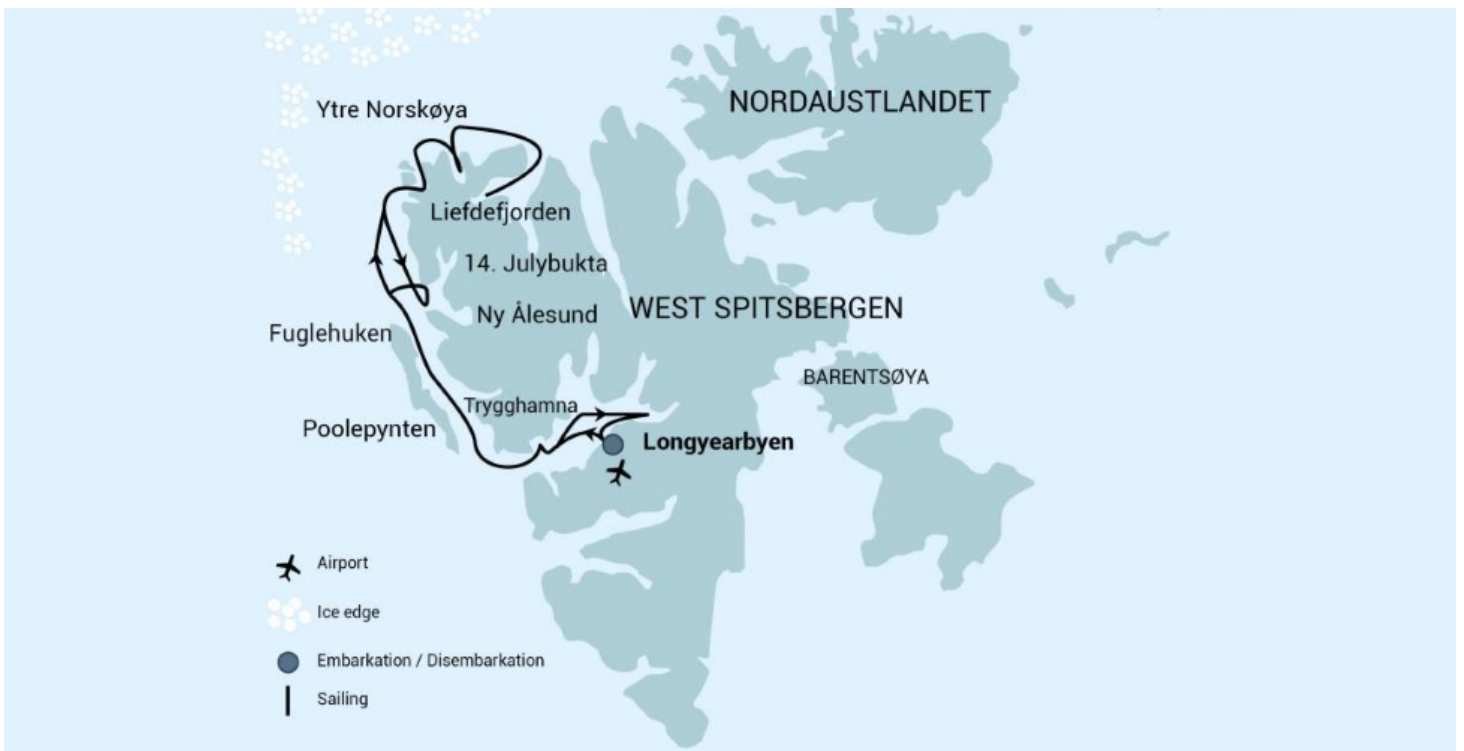 NORDAUSTLANDET
Ytre Norskøya
Liefdefjorden
14. Julybukta
Ny Ålesund
WEST SPITSBERGEN
Fuglehuken
BARENTSØYA
Trygghamna
Poolepynten
Longyearbyen
Airport
Ice edge
Embarkation / Disembarkation
Sailing